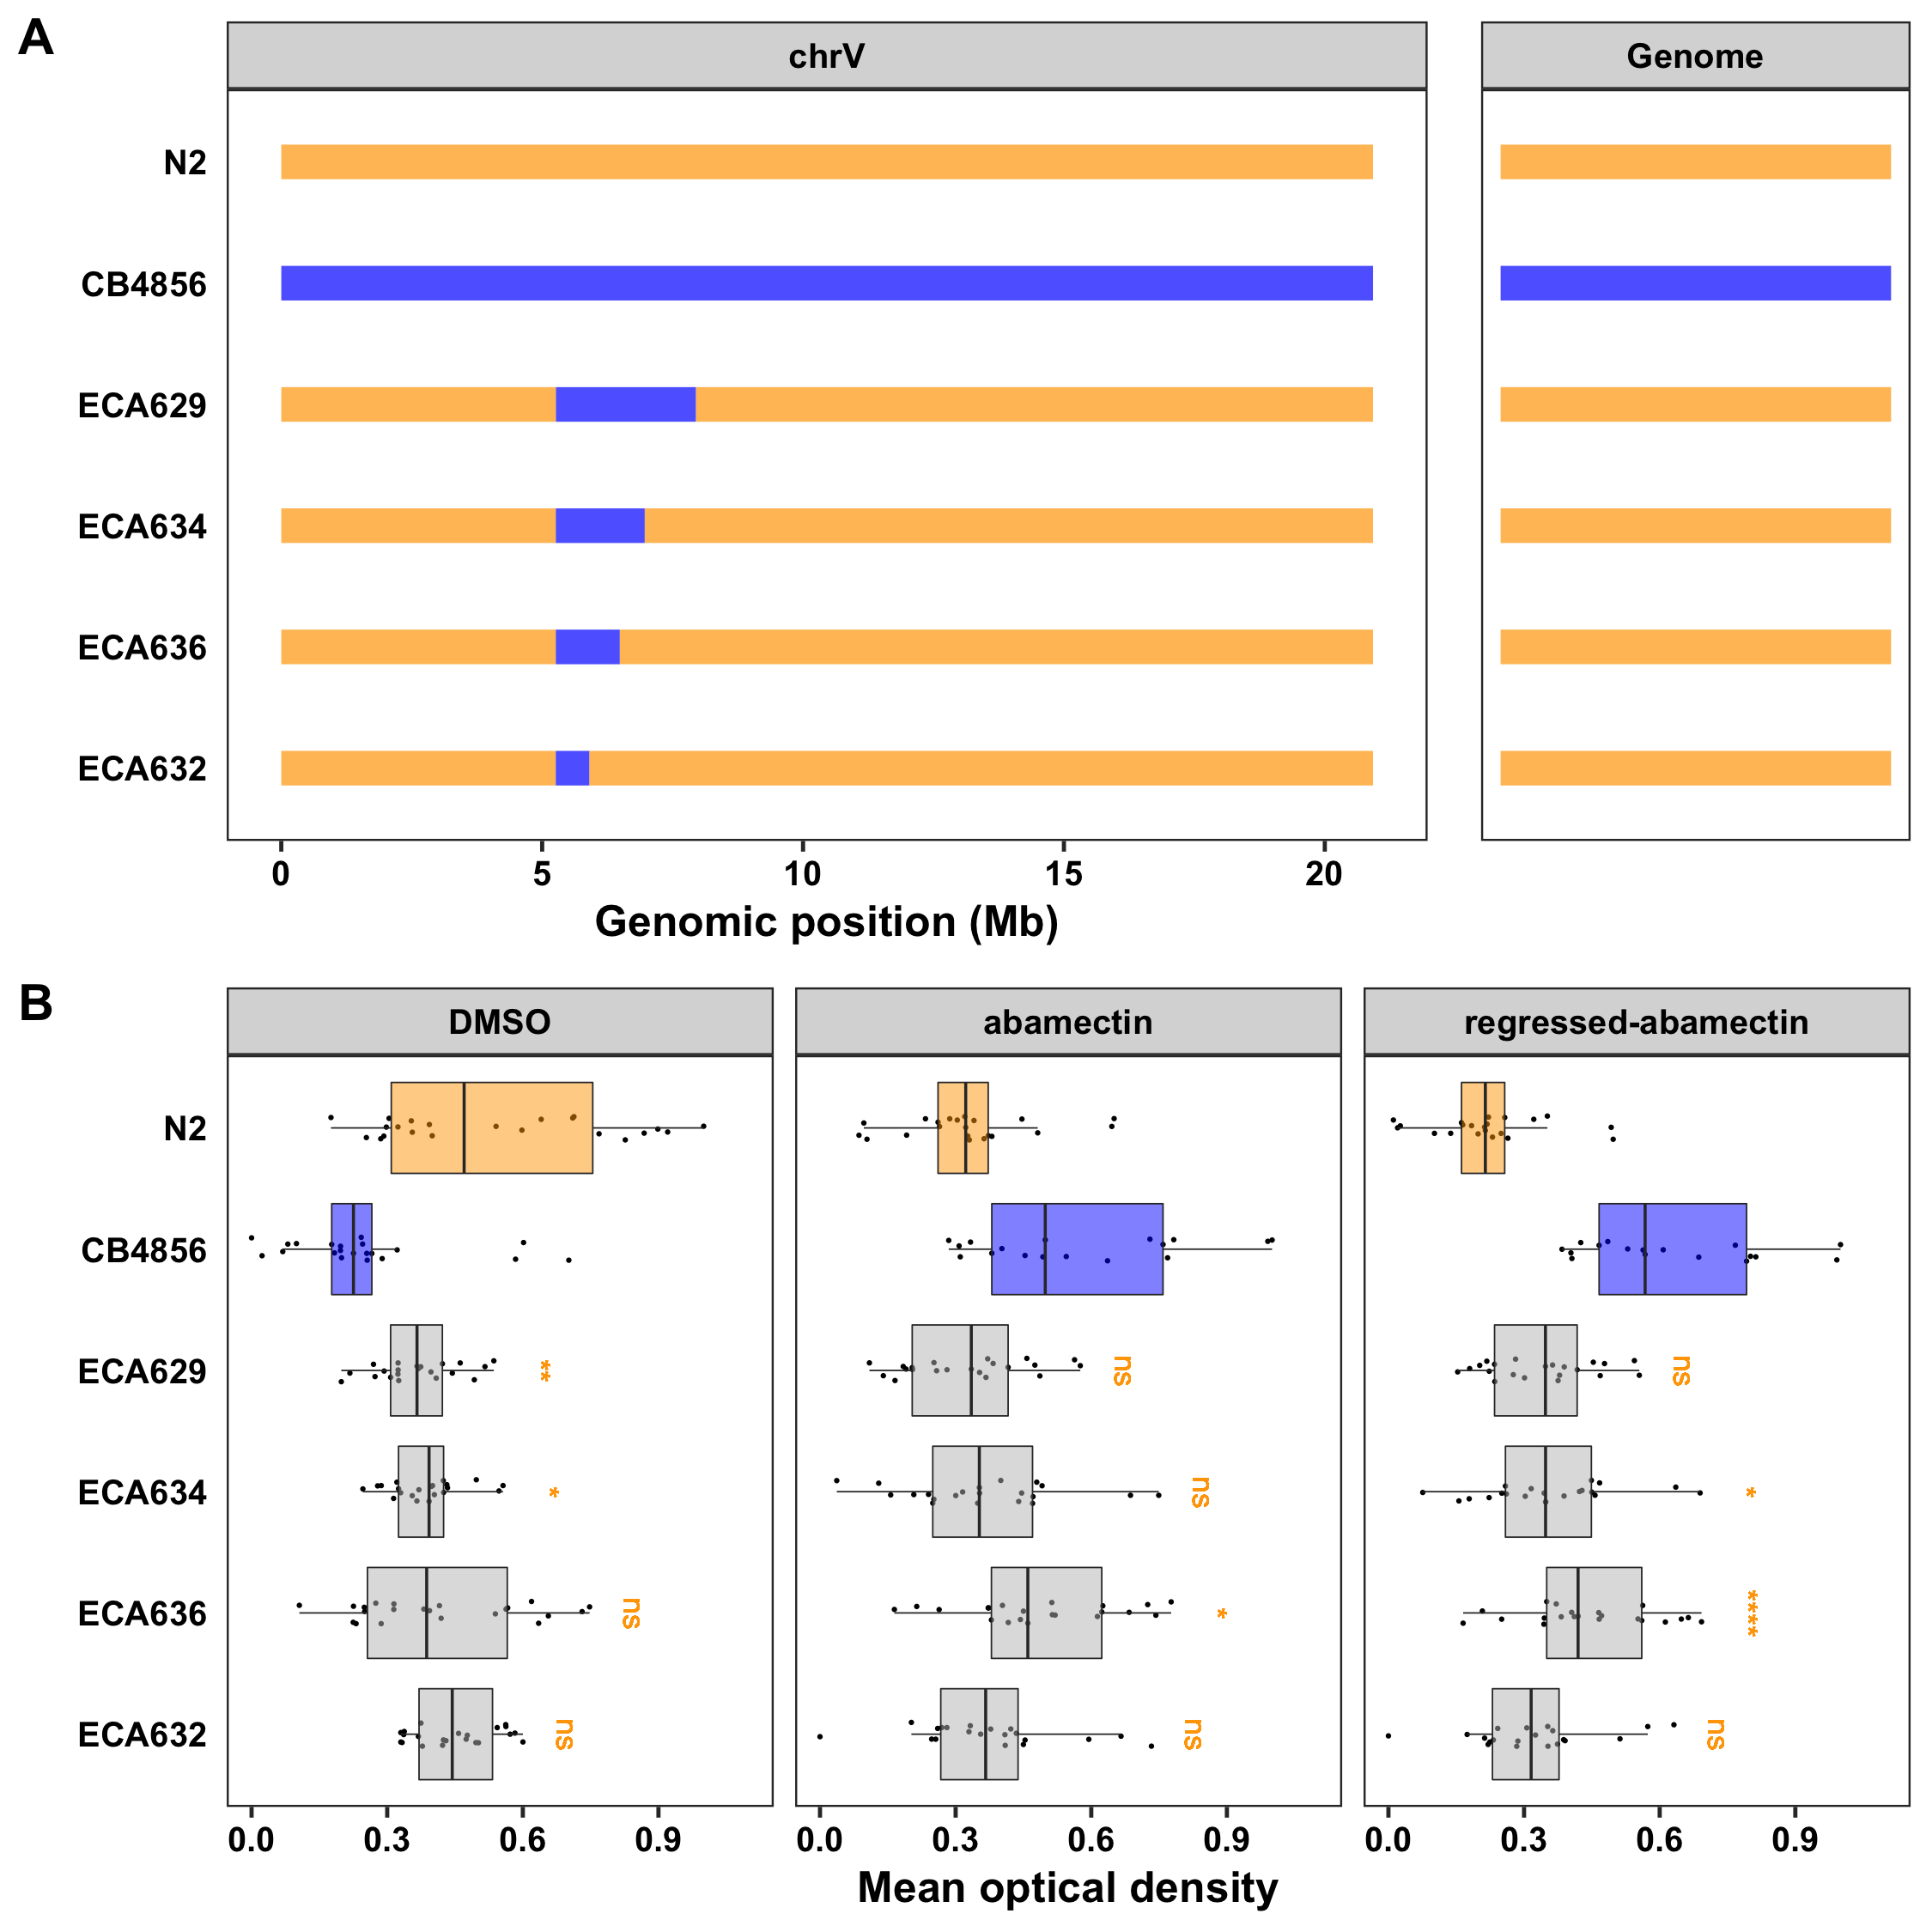 A
chrV
Genome
N2
CB4856
ECA629
ECA634
ECA636
ECA632
0 5 10 15 20
Genomic position (Mb)
B
DMSO
abamectin
regressed-abamectin
N2
CB4856
ECA629
** ns ns
ECA634
* ns *
ECA636
ns * ****
ECA632
ns ns ns
0.0 0.3 0.6 0.9 0.0 0.3 0.6 0.9 0.0 0.3 0.6 0.9
Mean optical density